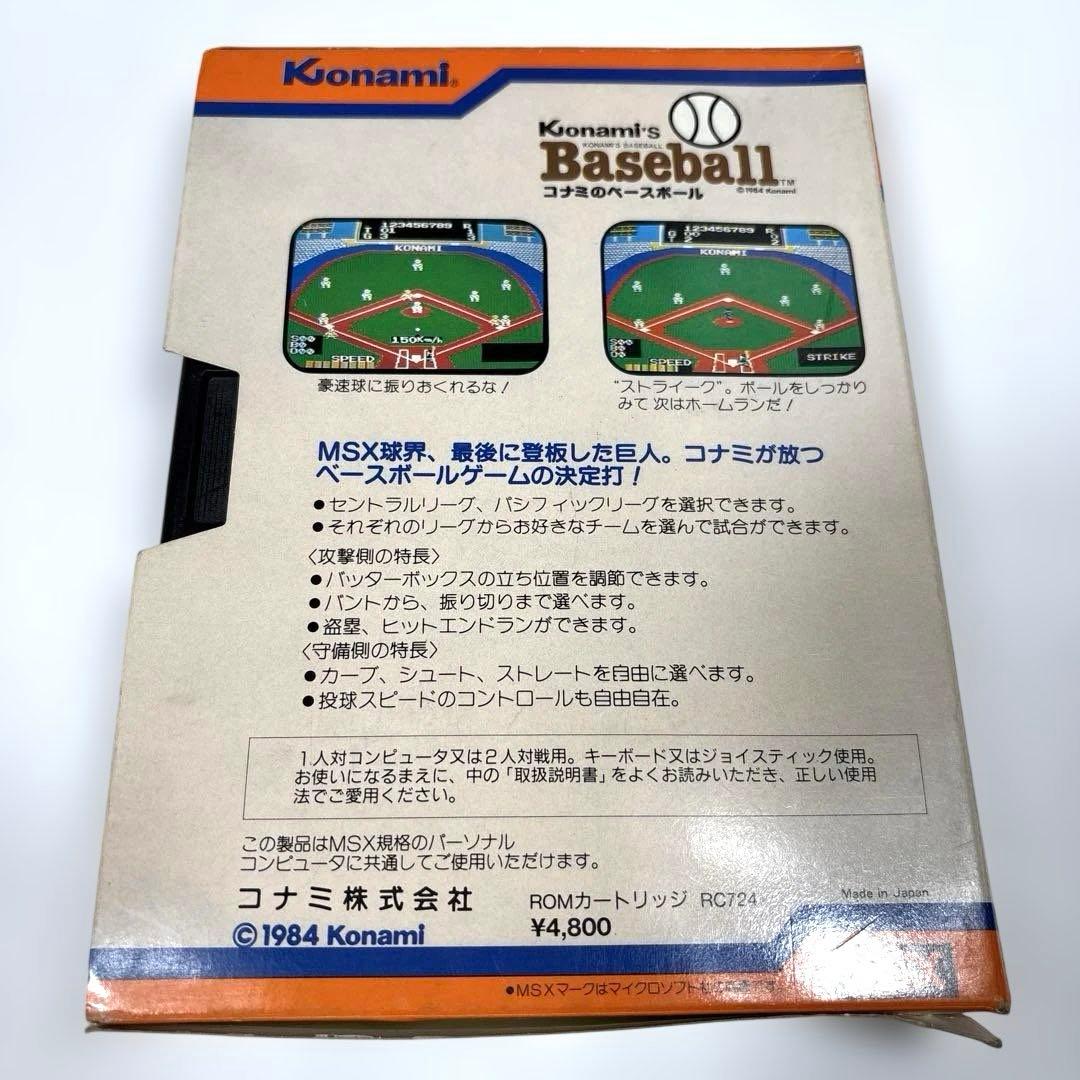 Konami®
Konami's
KONAMI'S BASEBALL
Baseball™
コナミのベースボール
©1984 Konami
123456789 R
KONAMI
150Km/h
SPEED
123456789 R
KONAMI
SPEED
STRIKE
豪速球に振りおくれるな！
"ストライーク"。ボールをしっかり
みて 次はホームランだ！
MSX球界、最後に登板した巨人。コナミが放つ
ベースボールゲームの決定打！
●セントラルリーグ、パシフィックリーグを選択できます。
●それぞれのリーグからお好きなチームを選んで試合ができます。
〈攻撃側の特長〉
●バッターボックスの立ち位置を調節できます。
●バントから、振り切りまで選べます。
●盗塁、ヒットエンドランができます。
〈守備側の特長〉
●カーブ、シュート、ストレートを自由に選べます。
●投球スピードのコントロールも自由自在。
1人対コンピュータ又は2人対戦用。キーボード又はジョイスティック使用。
お使いになるまえに、中の「取扱説明書」をよくお読みいただき、正しい使用
法でご愛用ください。
この製品はMSX規格のパーソナル
コンピュータに共通してご使用いただけます。
コナミ株式会社
ROMカートリッジ RC724
Made in Japan
©1984 Konami
¥4,800
●MSXマークはマイクロソフト